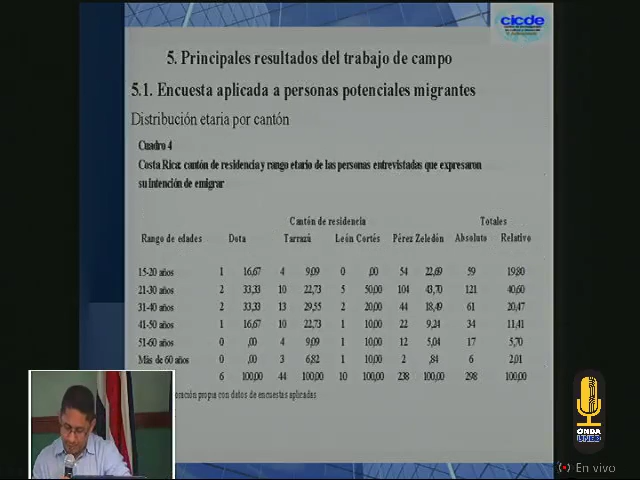 cicde
5. Principales resultados del trabajo de campo
5.1. Encuesta aplicada a personas potenciales migrantes
Distribución etaria por cantón
Cuadro 4
Costa Rica: cantón de residencia y rango etario de las personas entrevistadas que expresaron
su intención de emigrar
Cantón de residencia Totales
Rango de edades Dota Tarrazú León Cortés Pérez Zeledón Absoluto Relativo
15-20 años 1 16,67 4 9,09 0 ,00 54 22,69 59 19,80
21-30 años 2 33,33 10 22,73 5 50,00 104 43,70 121 40,60
31-40 años 2 33,33 13 29,55 2 20,00 44 18,49 61 20,47
41-50 años 1 16,67 10 22,73 1 10,00 22 9,24 34 11,41
51-60 años 0 ,00 4 9,09 1 10,00 12 5,04 17 5,70
Más de 60 años 0 ,00 3 6,82 1 10,00 2 ,84 6 2,01
6 100,00 44 100,00 10 100,00 238 100,00 298 100,00
oración propia con datos de encuestas aplicadas
ONDA
UNED
En vivo